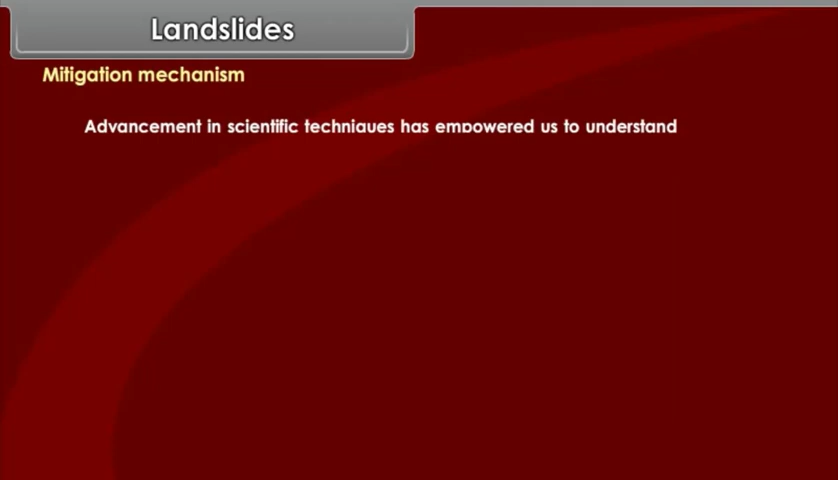 Landslides
Mitigation mechanism
Advancement in scientific techniques has empowered us to understand